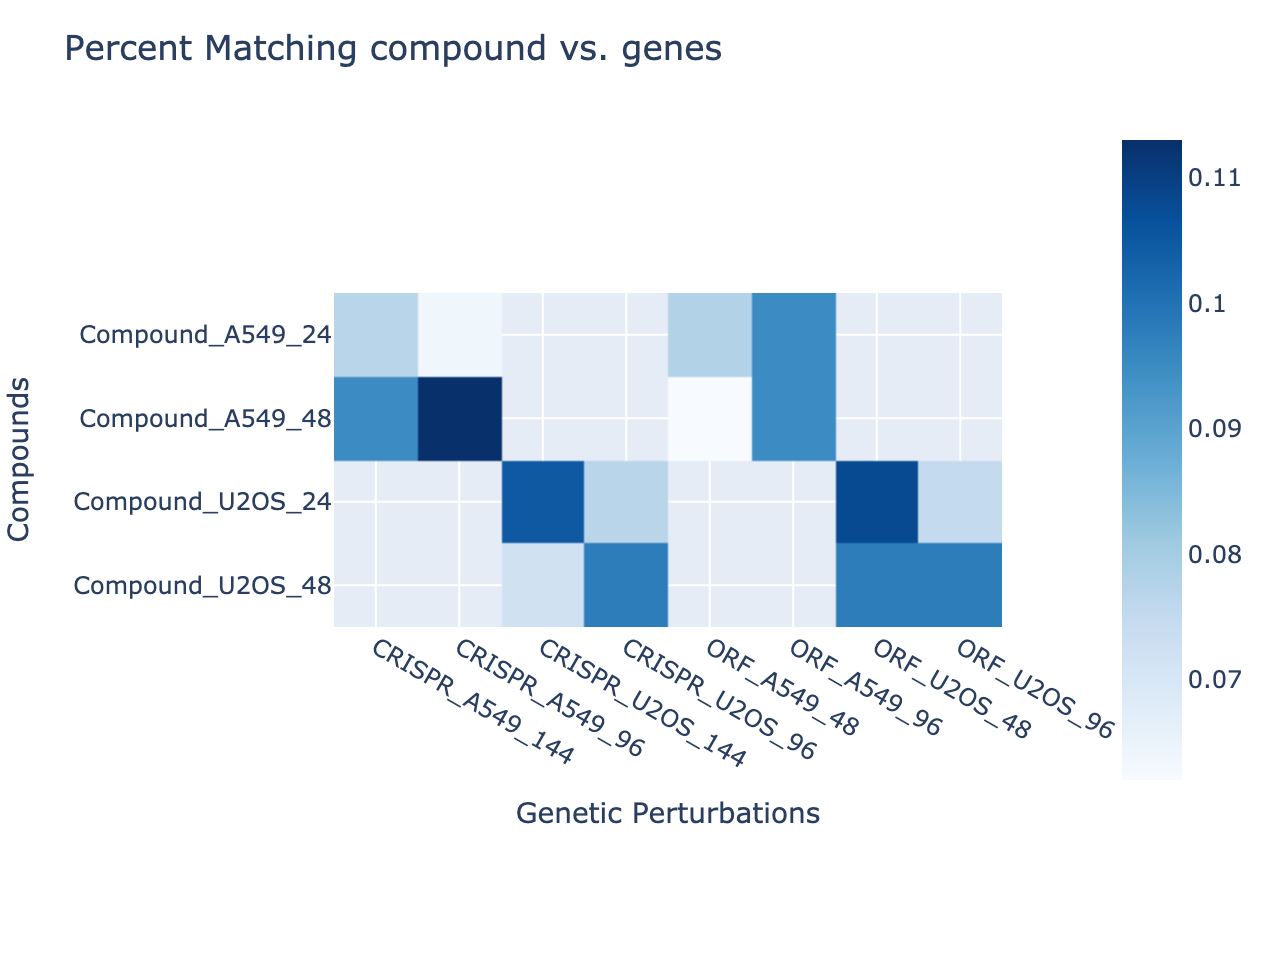 Percent Matching compound vs. genes
Compounds
Compound_A549_24
Compound_A549_48
Compound_U2OS_24
Compound_U2OS_48
CRISPR_A549_144
CRISPR_A549_96
CRISPR_U2OS_144
CRISPR_U2OS_96
ORF_A549_48
ORF_A549_96
ORF_U2OS_48
ORF_U2OS_96
Genetic Perturbations
0.11
0.1
0.09
0.08
0.07